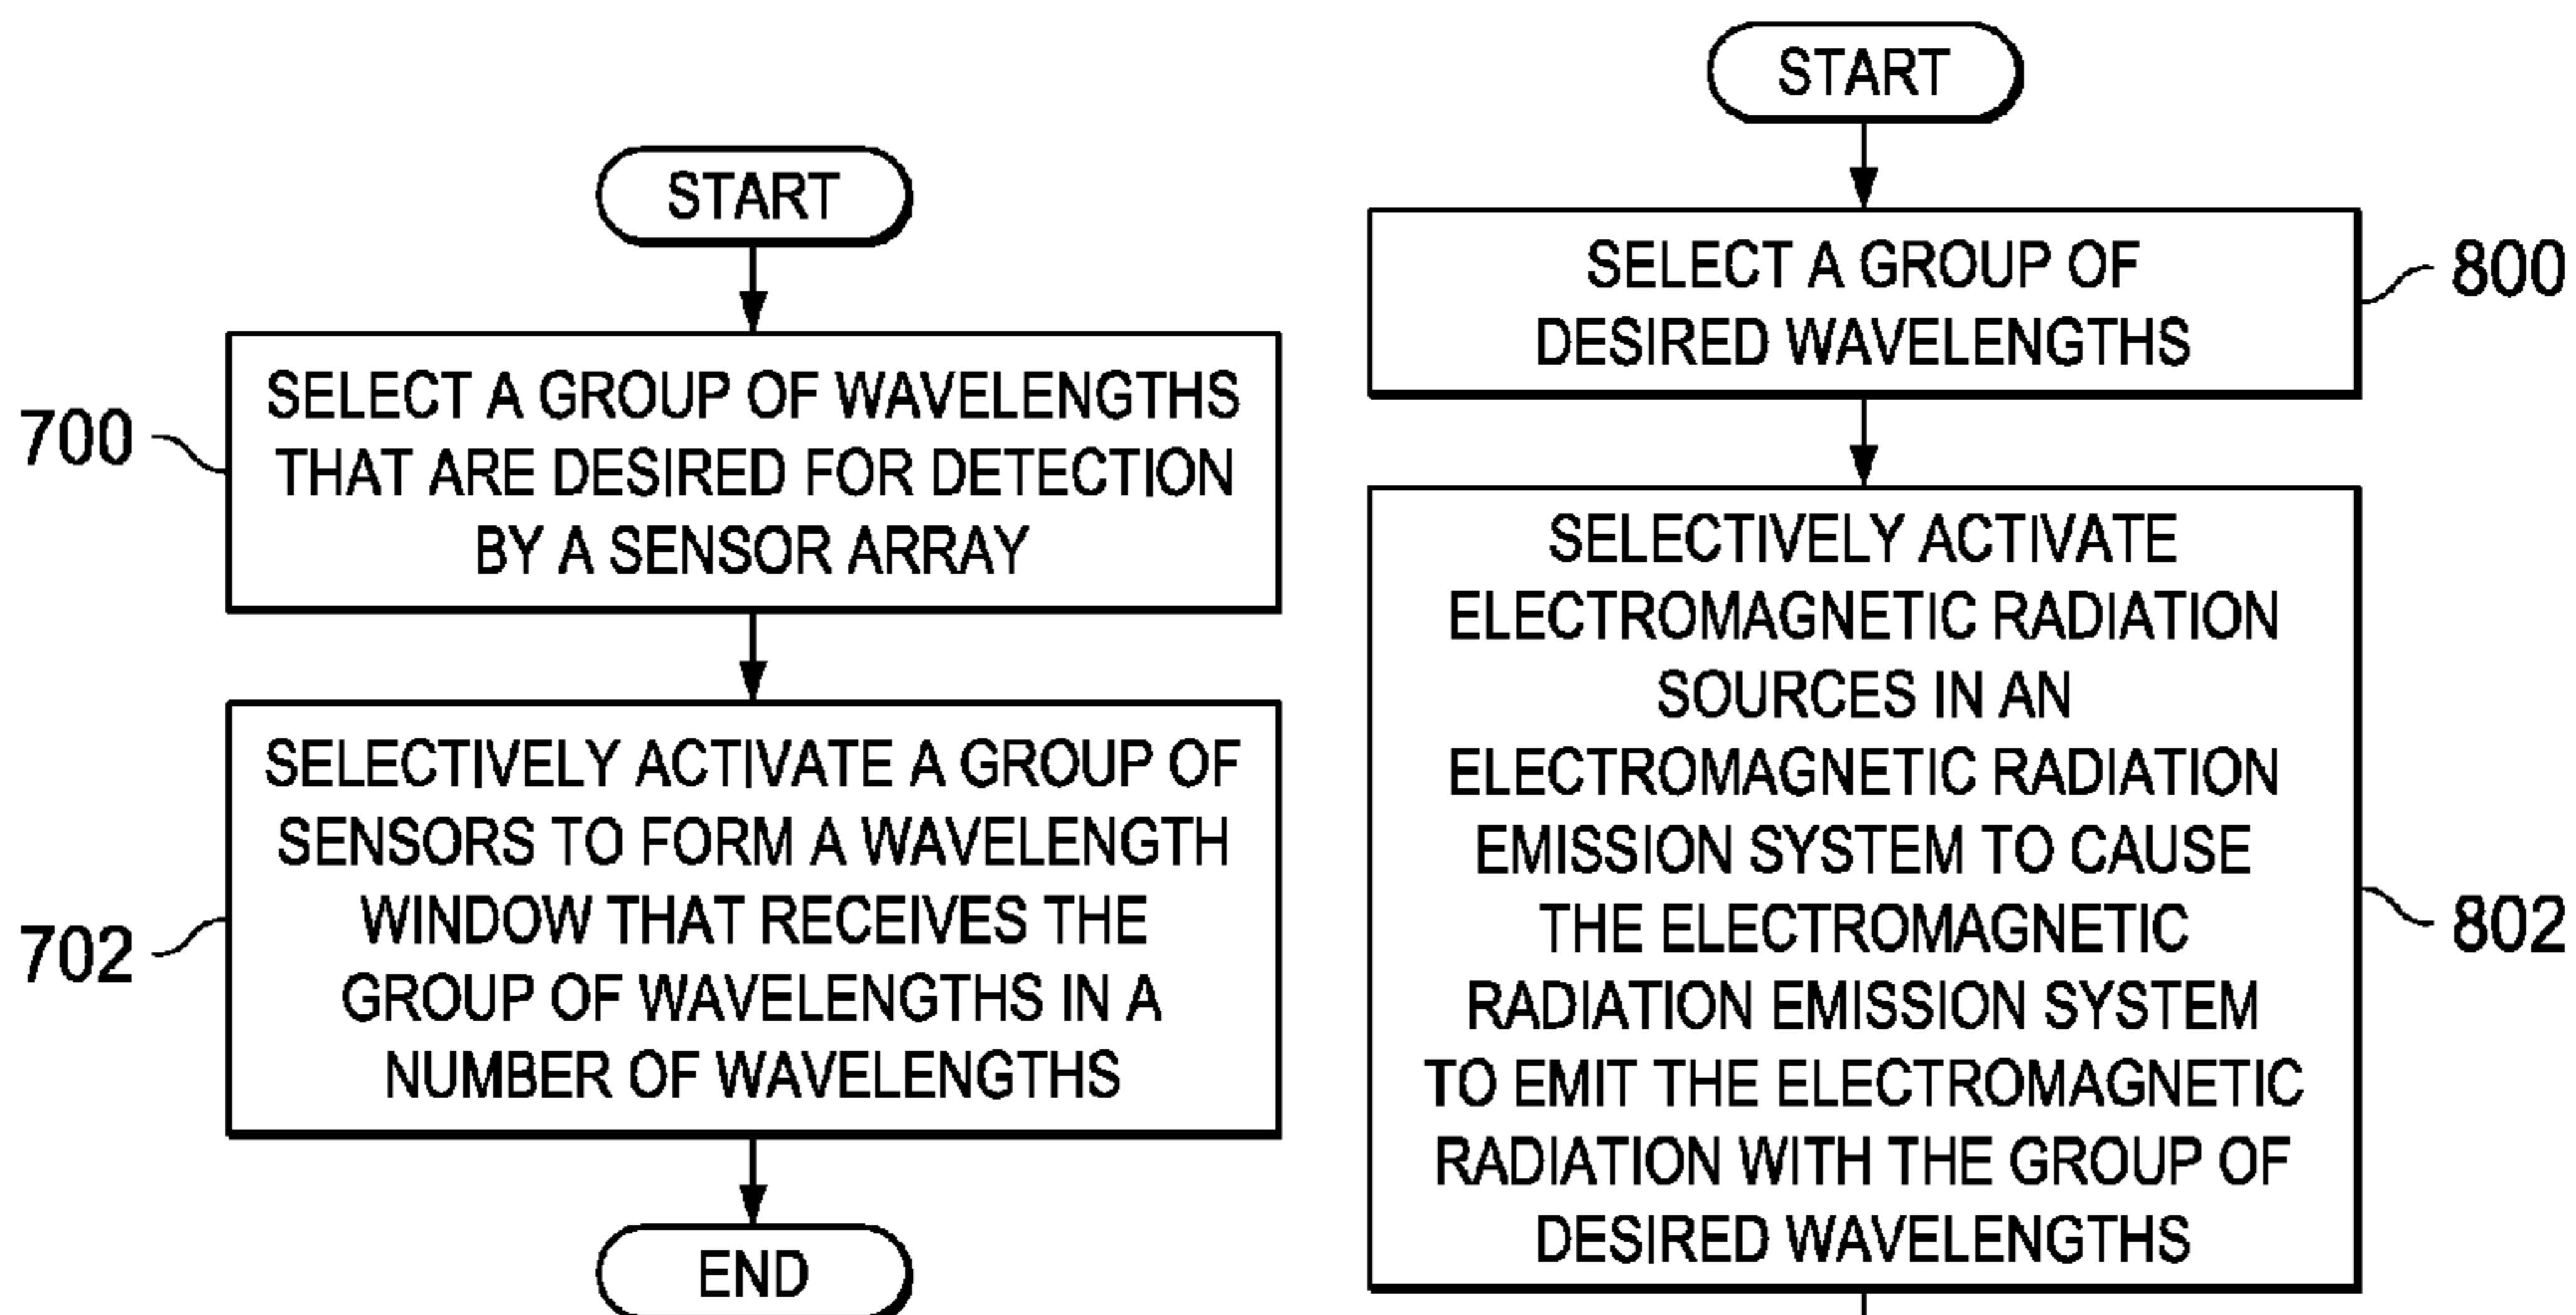 START
700
SELECT A GROUP OF WAVELENGTHS
THAT ARE DESIRED FOR DETECTION
BY A SENSOR ARRAY
702
SELECTIVELY ACTIVATE A GROUP OF
SENSORS TO FORM A WAVELENGTH
WINDOW THAT RECEIVES THE
GROUP OF WAVELENGTHS IN A
NUMBER OF WAVELENGTHS
END
START
SELECT A GROUP OF
DESIRED WAVELENGTHS
800
SELECTIVELY ACTIVATE
ELECTROMAGNETIC RADIATION
SOURCES IN AN
ELECTROMAGNETIC RADIATION
EMISSION SYSTEM TO CAUSE
THE ELECTROMAGNETIC
RADIATION EMISSION SYSTEM
TO EMIT THE ELECTROMAGNETIC
RADIATION WITH THE GROUP OF
DESIRED WAVELENGTHS
802